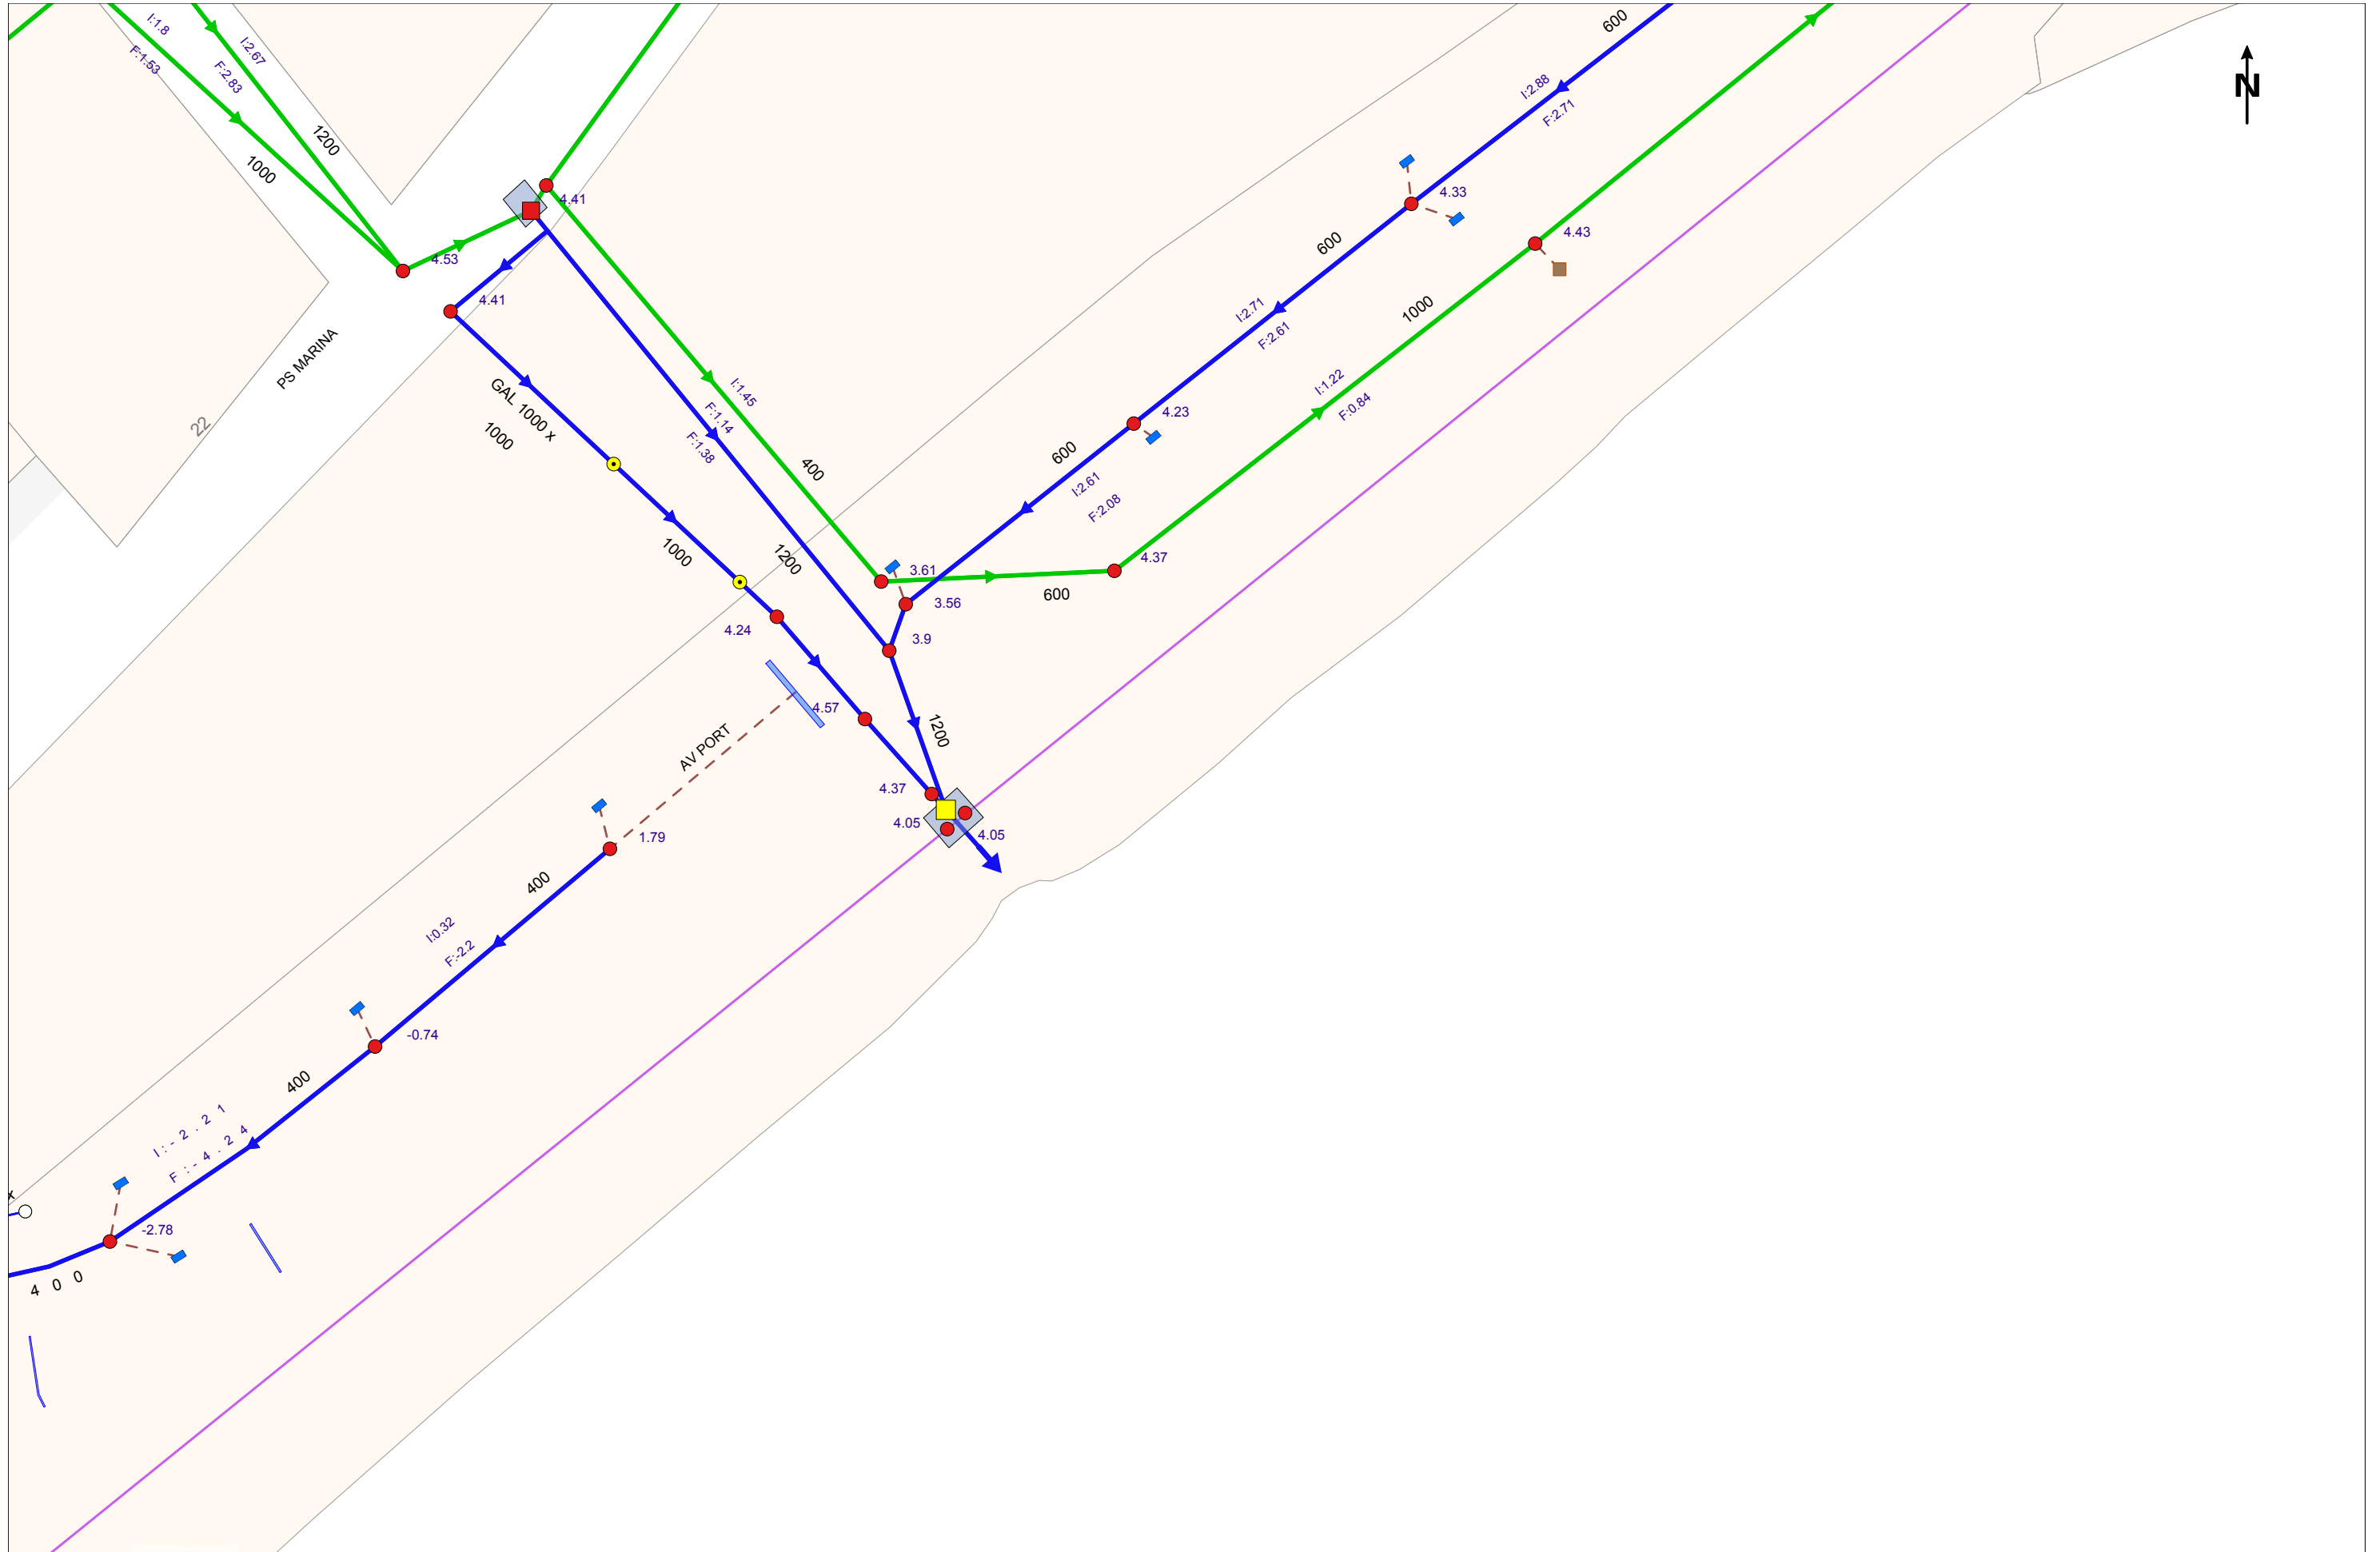 I:1.8
F:1.53
I:2.67
F:2.83
1200
1000
600
I:2.88
F:2.71
N
4.41
4.53
4.41
4.33
4.43
600
I:2.71
F:2.61
1000
I:1.22
F:0.84
PS MARINA
22
GAL 1000 x
1000
I:1.45
F:1.14
F:1.38
400
4.23
600
I:2.61
F:2.08
1000
1200
3.61
4.37
600
3.56
3.9
4.24
4.57
1200
AV PORT
4.37
4.05
4.05
1.79
400
I:0.32
F:-2.2
-0.74
400
I:-2.21
F:-4.24
x
-2.78
400